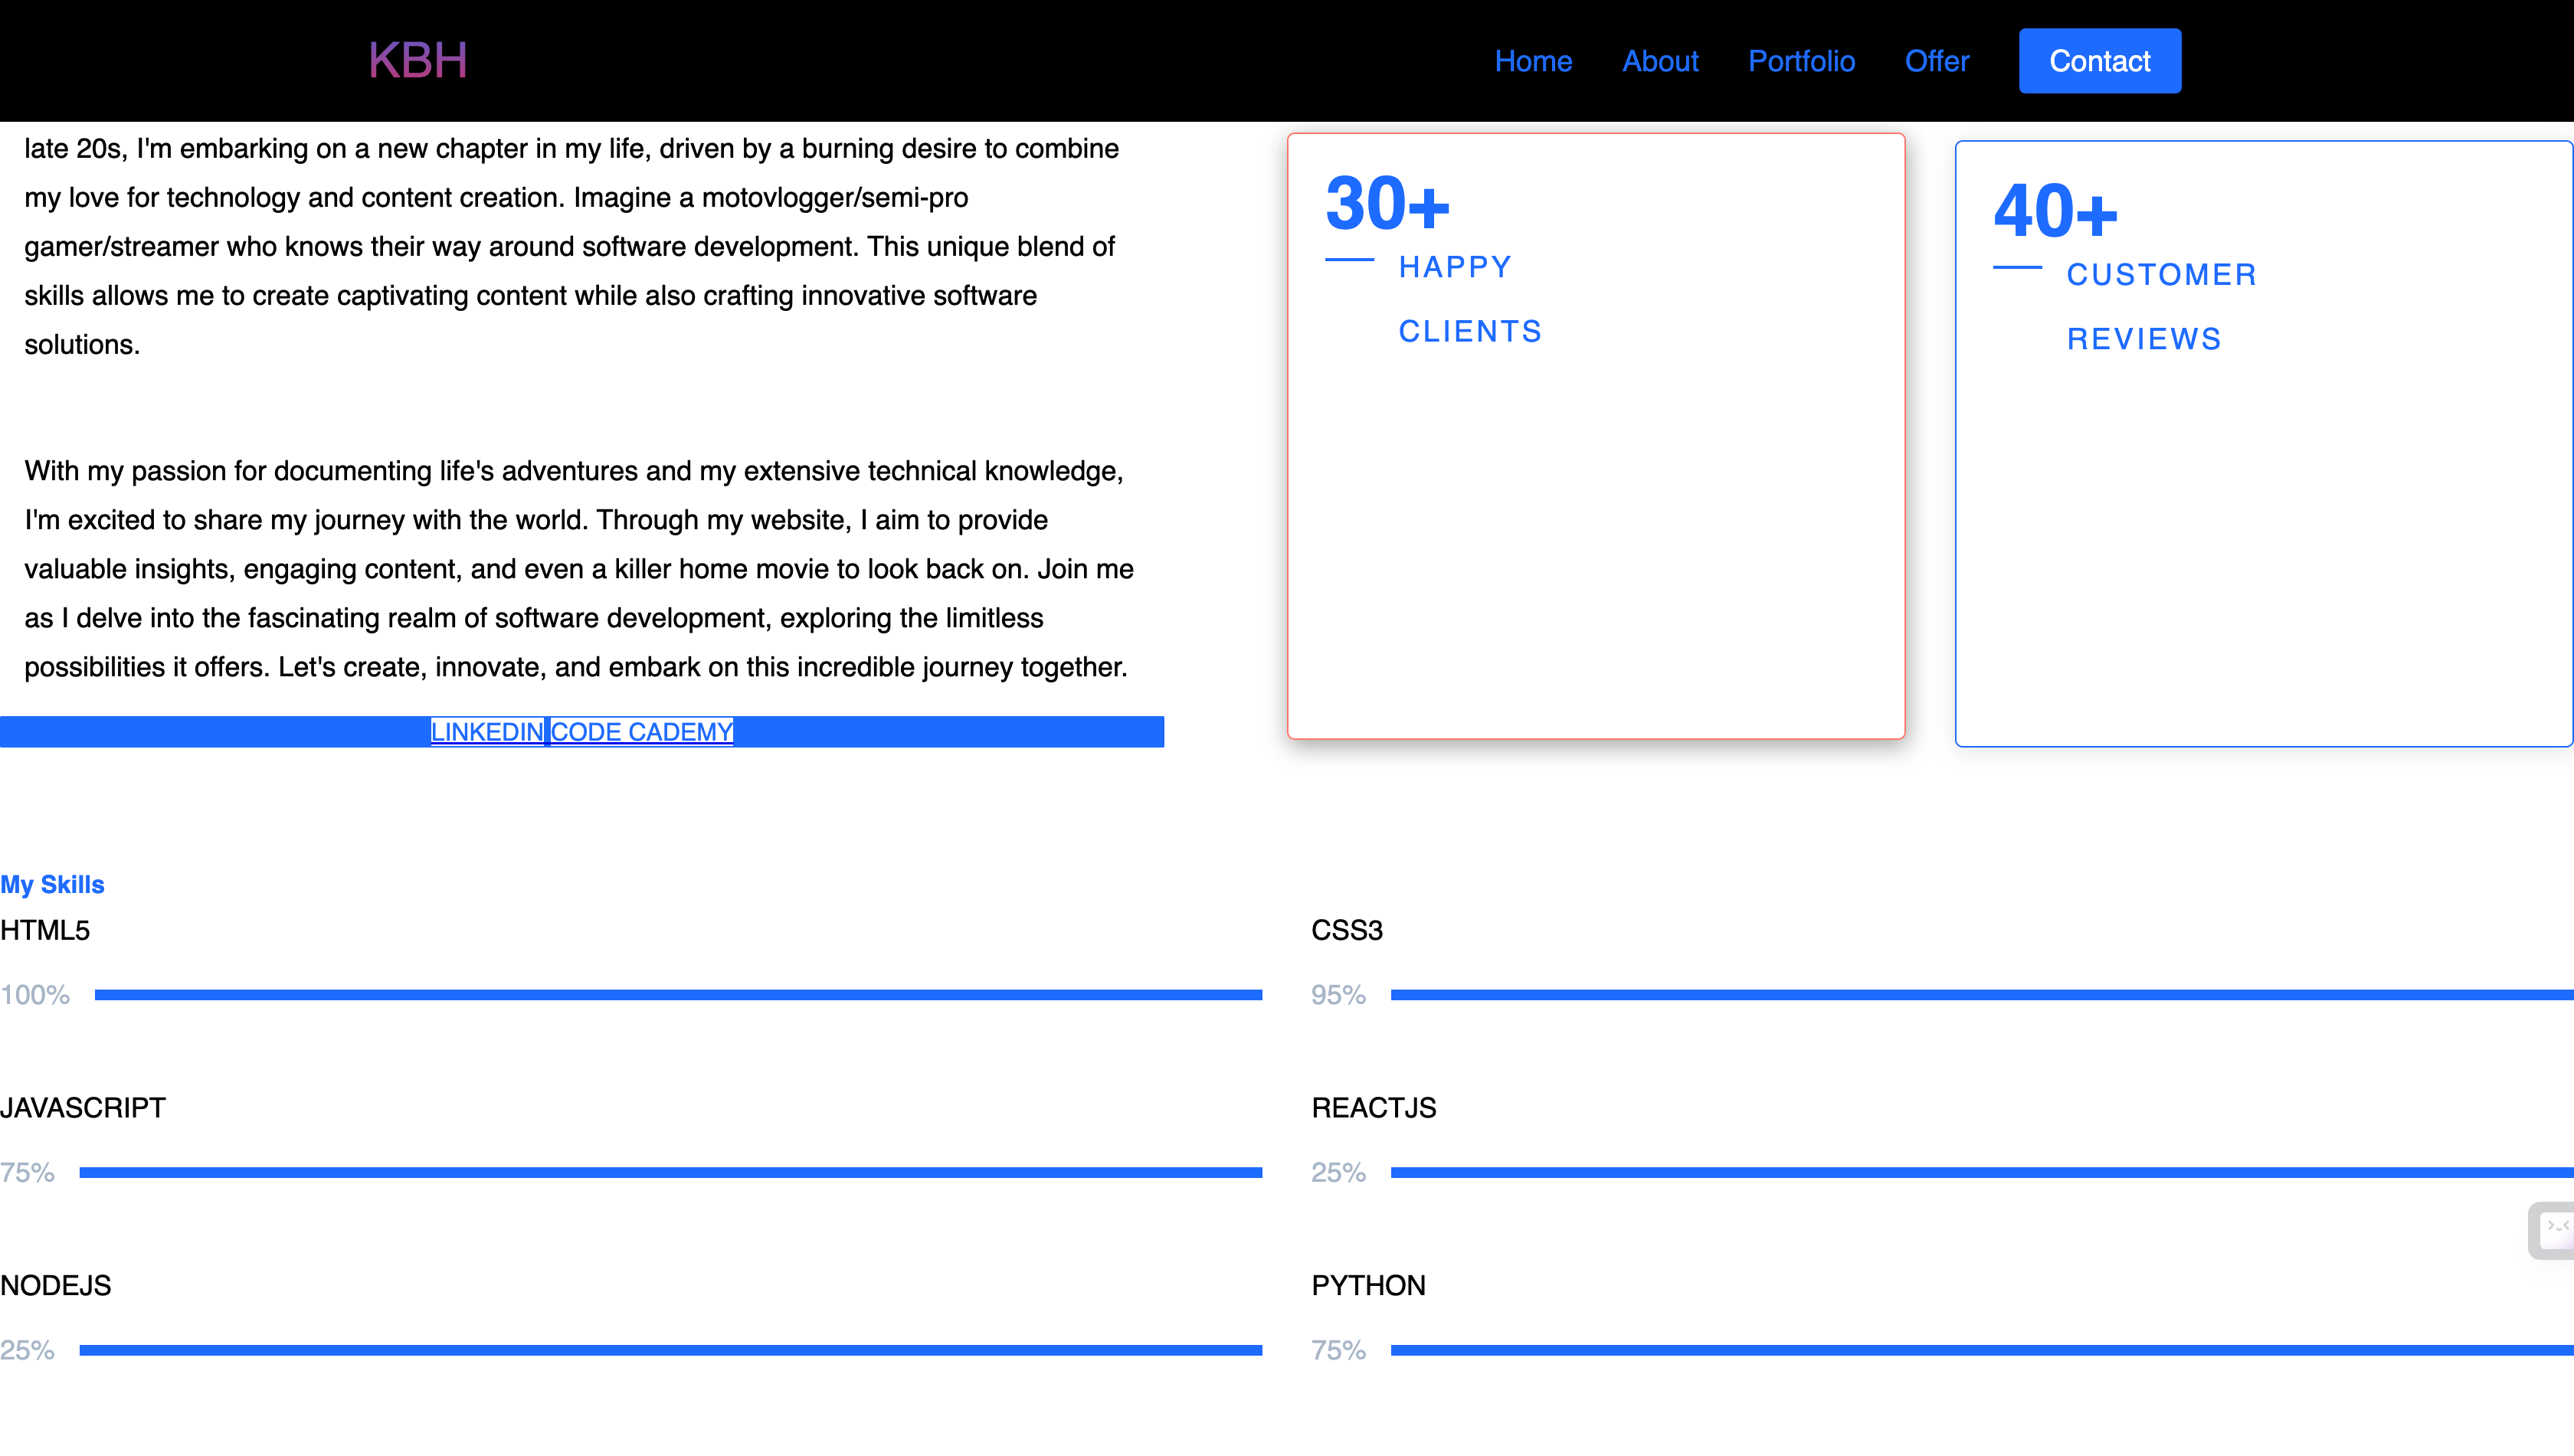 KBH
Home About Portfolio Offer Contact
late 20s, I'm embarking on a new chapter in my life, driven by a burning desire to combine
my love for technology and content creation. Imagine a motovlogger/semi-pro
gamer/streamer who knows their way around software development. This unique blend of
skills allows me to create captivating content while also crafting innovative software
solutions.
With my passion for documenting life's adventures and my extensive technical knowledge,
I'm excited to share my journey with the world. Through my website, I aim to provide
valuable insights, engaging content, and even a killer home movie to look back on. Join me
as I delve into the fascinating realm of software development, exploring the limitless
possibilities it offers. Let's create, innovate, and embark on this incredible journey together.
LINKEDIN CODE CADEMY
30+
HAPPY
CLIENTS
40+
CUSTOMER
REVIEWS
My Skills
HTML5
100%
CSS3
95%
JAVASCRIPT
75%
REACTJS
25%
NODEJS
25%
PYTHON
75%